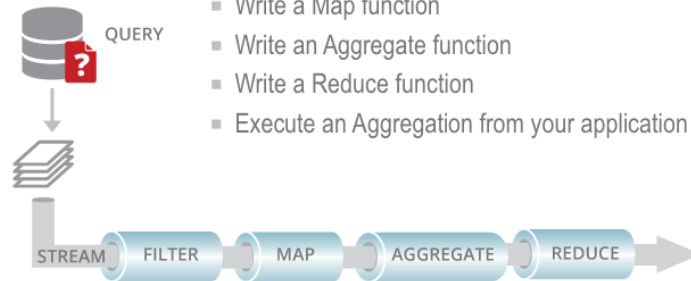 Write a Map function
QUERY
Write an Aggregate function
?
Write a Reduce function
Execute an Aggregation from your application
STREAM FILTER MAP AGGREGATE REDUCE